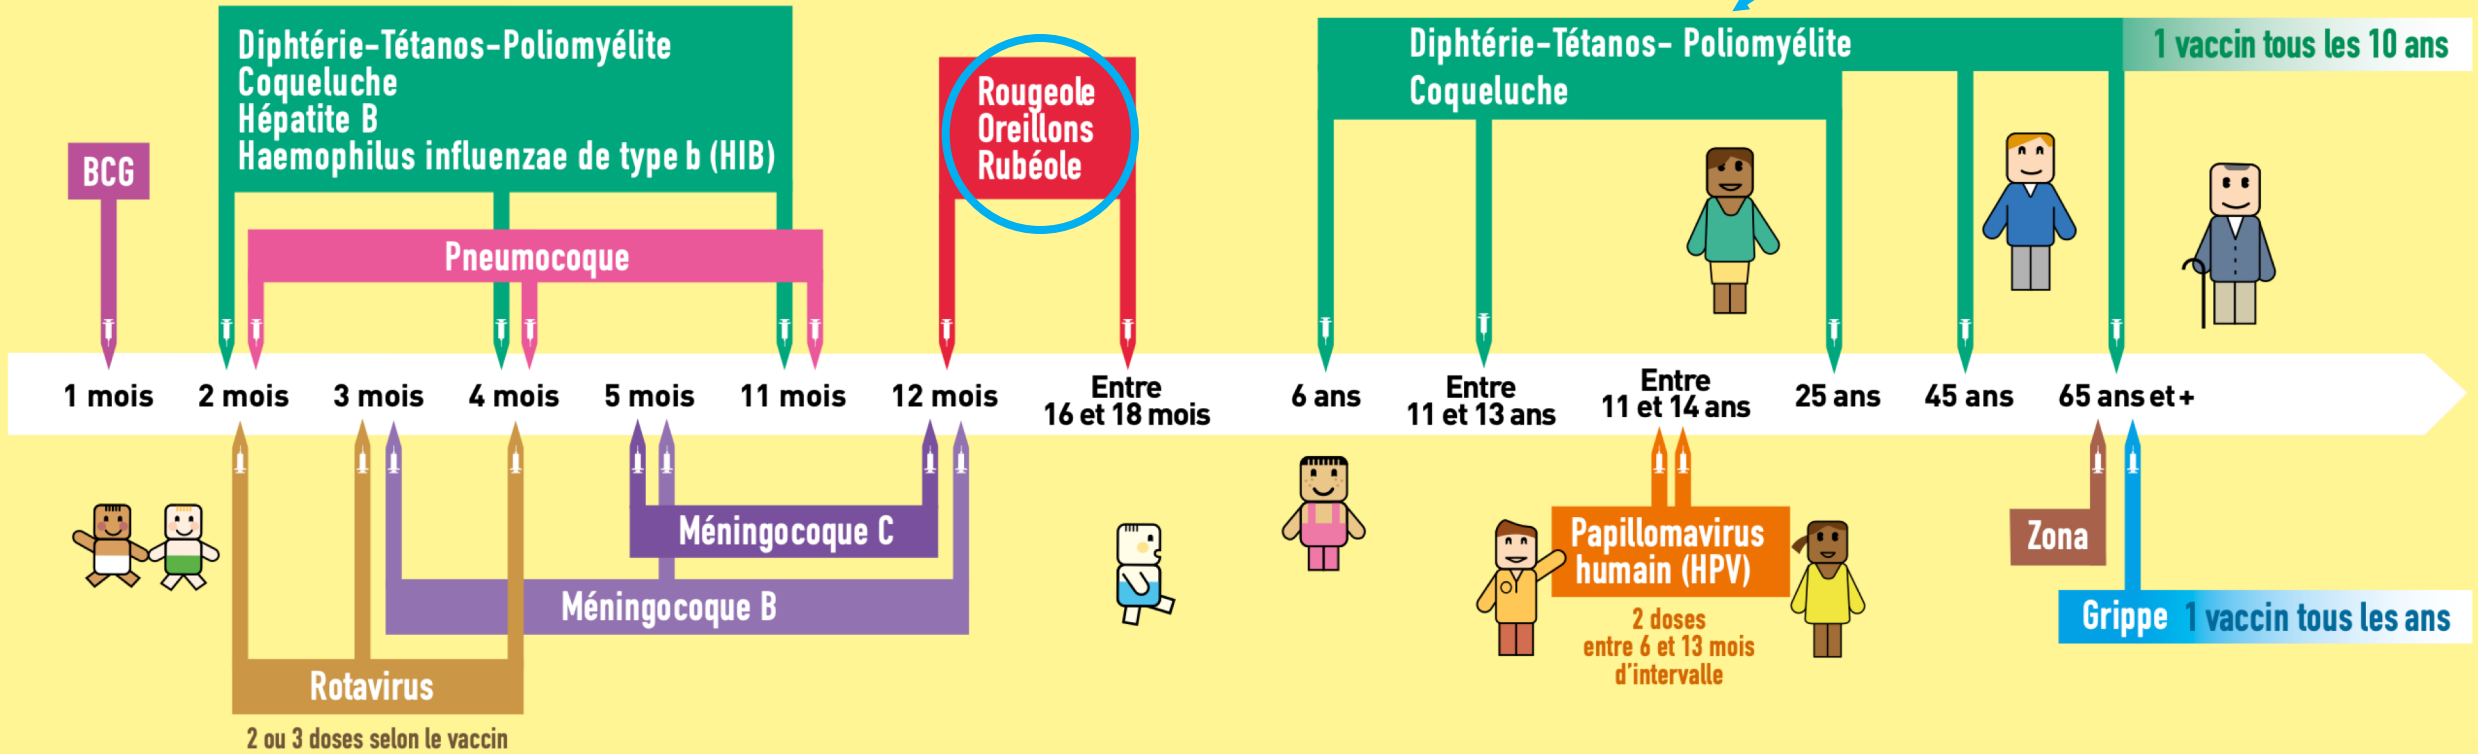 Diphtérie-Tétanos-Poliomyélite
Coqueluche
Hépatite B
Haemophilus influenzae de type b (HIB)
BCG
Pneumocoque
Rougeole
Oreillons
Rubéole
Diphtérie-Tétanos- Poliomyélite
Coqueluche
1 vaccin tous les 10 ans
1 mois
2 mois
3 mois
4 mois
5 mois
11 mois
12 mois
Entre
16 et 18 mois
6 ans
Entre
11 et 13 ans
Entre
11 et 14 ans
25 ans
45 ans
65 ans et +
Méningocoque C
Méningocoque B
Rotavirus
2 ou 3 doses selon le vaccin
Papillomavirus
humain (HPV)
2 doses
entre 6 et 13 mois
d'intervalle
Zona
Grippe 1 vaccin tous les ans